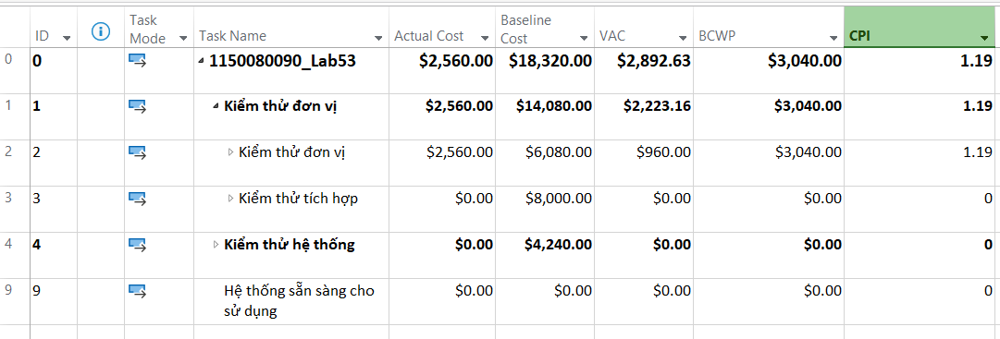 ID Task Mode Task Name Actual Cost Baseline Cost VAC BCWP CPI
0 0 1150080090_Lab53 $2,560.00 $18,320.00 $2,892.63 $3,040.00 1.19
1 1 Kiểm thử đơn vị $2,560.00 $14,080.00 $2,223.16 $3,040.00 1.19
2 2 Kiểm thử đơn vị $2,560.00 $6,080.00 $960.00 $3,040.00 1.19
3 3 Kiểm thử tích hợp $0.00 $8,000.00 $0.00 $0.00 0
4 4 Kiểm thử hệ thống $0.00 $4,240.00 $0.00 $0.00 0
9 9 Hệ thống sẵn sàng cho sử dụng $0.00 $0.00 $0.00 $0.00 0